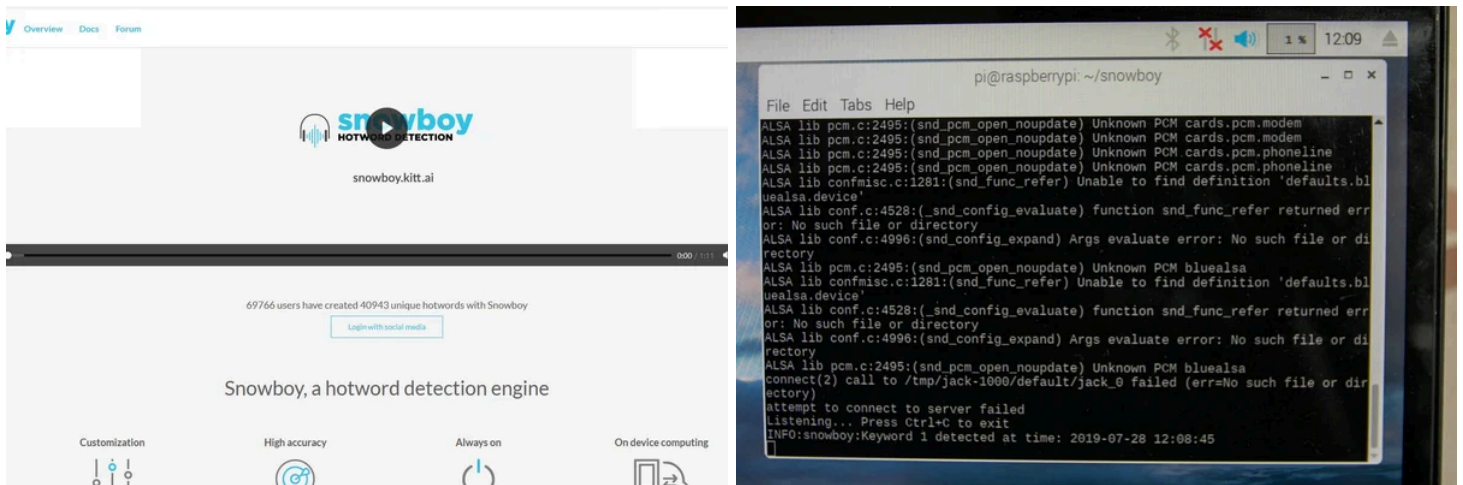 y Overview Docs Forum
snowboy
HOTWORD DETECTION
snowboy.kitt.ai
0:00 / 1:11
69766 users have created 40943 unique hotwords with Snowboy
Login with social media
Snowboy, a hotword detection engine
Customization High accuracy Always on On device computing
1 % 12:09
pi@raspberrypi: ~/snowboy
File Edit Tabs Help
ALSA lib pcm.c:2495:(snd_pcm_open_noupdate) Unknown PCM cards.pcm.modem
ALSA lib pcm.c:2495:(snd_pcm_open_noupdate) Unknown PCM cards.pcm.modem
ALSA lib pcm.c:2495:(snd_pcm_open_noupdate) Unknown PCM cards.pcm.phoneline
ALSA lib pcm.c:2495:(snd_pcm_open_noupdate) Unknown PCM cards.pcm.phoneline
ALSA lib confmisc.c:1281:(snd_func_refer) Unable to find definition 'defaults.bl
uealsa.device'
ALSA lib conf.c:4528:(_snd_config_evaluate) function snd_func_refer returned err
or: No such file or directory
ALSA lib conf.c:4996:(snd_config_expand) Args evaluate error: No such file or di
rectory
ALSA lib pcm.c:2495:(snd_pcm_open_noupdate) Unknown PCM bluealsa
ALSA lib confmisc.c:1281:(snd_func_refer) Unable to find definition 'defaults.bl
uealsa.device'
ALSA lib conf.c:4528:(_snd_config_evaluate) function snd_func_refer returned err
or: No such file or directory
ALSA lib conf.c:4996:(snd_config_expand) Args evaluate error: No such file or di
rectory
ALSA lib pcm.c:2495:(snd_pcm_open_noupdate) Unknown PCM bluealsa
connect(2) call to /tmp/jack-1000/default/jack_0 failed (err=No such file or dir
ectory)
attempt to connect to server failed
Listening... Press Ctrl+C to exit
INFO:snowboy:Keyword 1 detected at time: 2019-07-28 12:08:45